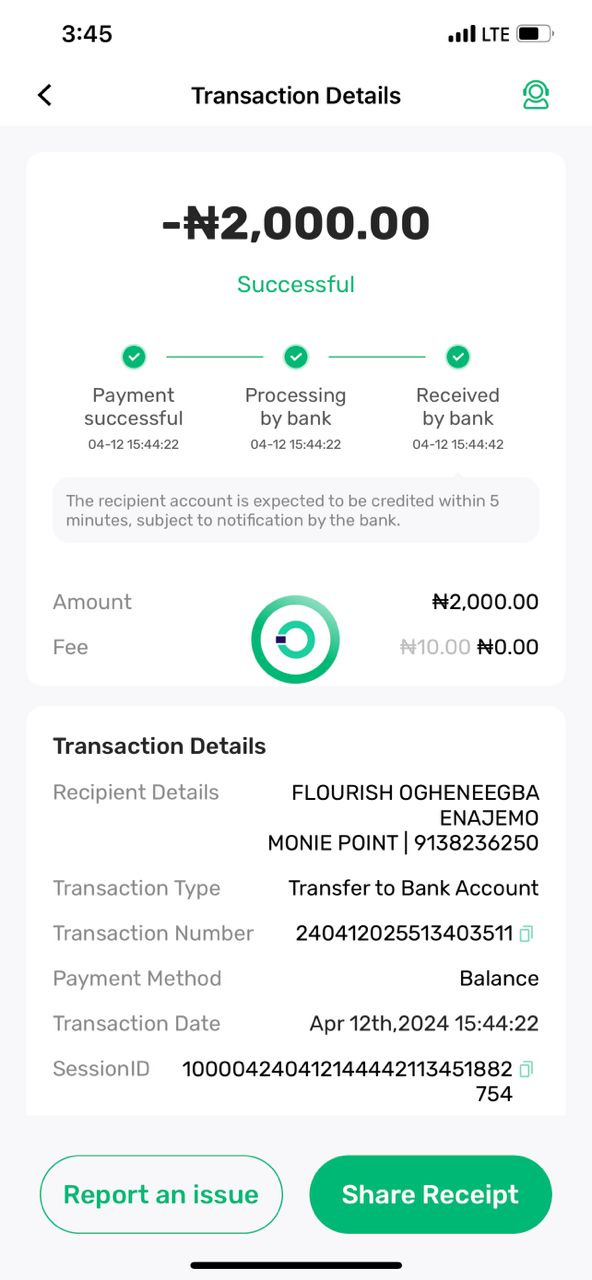 3:45 LTE
Transaction Details
-₦2,000.00
Successful
Payment successful Processing by bank Received by bank
04-12 15:44:22 04-12 15:44:22 04-12 15:44:42
The recipient account is expected to be credited within 5
minutes, subject to notification by the bank.
Amount ₦2,000.00
Fee ₦10.00 ₦0.00
Transaction Details
Recipient Details FLOURISH OGHENEEGBA
ENAJEMO
MONIE POINT | 9138236250
Transaction Type Transfer to Bank Account
Transaction Number 240412025513403511
Payment Method Balance
Transaction Date Apr 12th,2024 15:44:22
SessionID 10000424041214444211345188​2
754
Report an issue Share Receipt